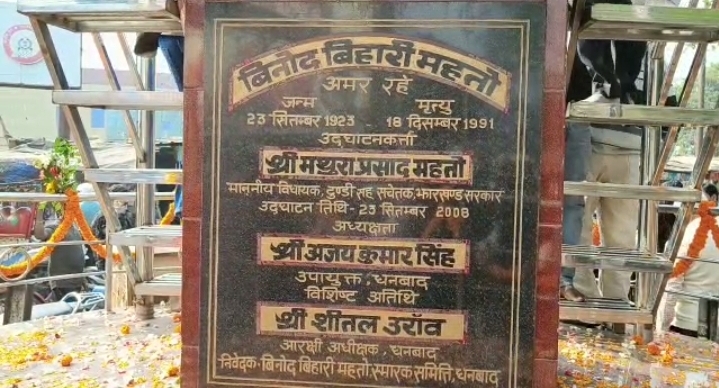 बिनोद बिहारी महतो
अमर रहे
जन्म मृत्यु
23 सितम्बर 1923 - 18 दिसम्बर 1991
उदघाटनकर्त्ता
श्री मथुरा प्रसाद महतो
माननीय विधायक, टुण्डी सह सचेतक, झारखण्ड सरकार
उदघाटन तिथि - 23 सितम्बर 2008
अध्यक्षता
श्री अजय कुमार सिंह
उपायुक्त, धनबाद
विशिष्ट अतिथि
श्री शीतल उराँव
आरक्षी अधीक्षक, धनबाद
निवेदक - बिनोद बिहारी महतो स्मारक समिति, धनबाद